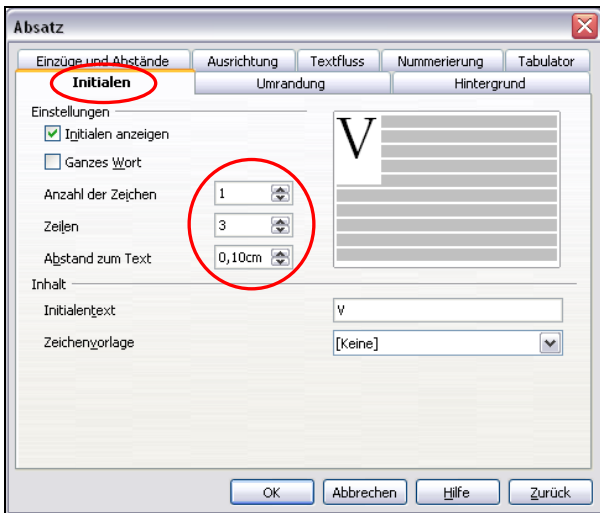 Absatz
Einzüge und Abstände Ausrichtung Textfluss Nummerierung Tabulator
Initialen Umrandung Hintergrund
Einstellungen
Initialen anzeigen
Ganzes Wort
Anzahl der Zeichen 1
Zeilen 3
Abstand zum Text 0,10cm
V
Inhalt
Initialentext V
Zeichenvorlage [Keine]
OK Abbrechen Hilfe Zurück